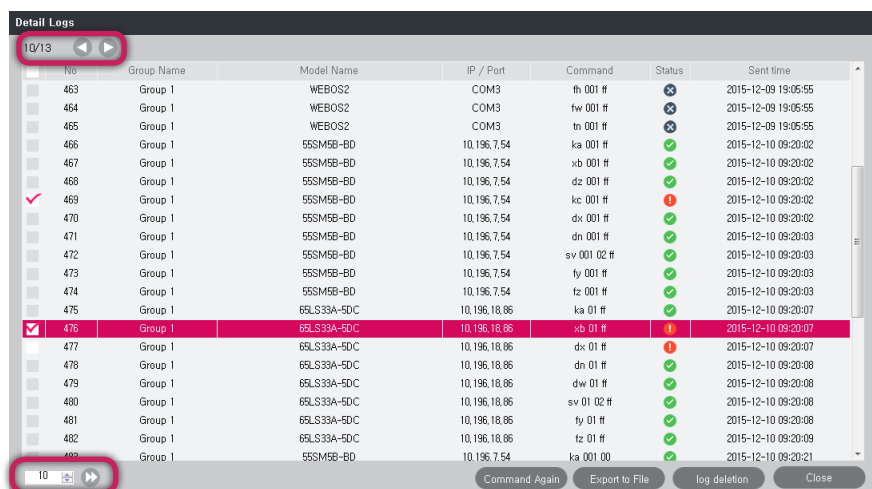 Detail Logs
10/13
No Group Name Model Name IP / Port Command Status Sent time
463 Group 1 WEBOS2 COM3 fh 001 ff 2015-12-09 19:05:55
464 Group 1 WEBOS2 COM3 fw 001 ff 2015-12-09 19:05:55
465 Group 1 WEBOS2 COM3 tn 001 ff 2015-12-09 19:05:55
466 Group 1 55SM5B-BD 10,196,7,54 ka 001 ff 2015-12-10 09:20:02
467 Group 1 55SM5B-BD 10,196,7,54 xb 001 ff 2015-12-10 09:20:02
468 Group 1 55SM5B-BD 10,196,7,54 dz 001 ff 2015-12-10 09:20:02
469 Group 1 55SM5B-BD 10,196,7,54 kc 001 ff 2015-12-10 09:20:02
470 Group 1 55SM5B-BD 10,196,7,54 dx 001 ff 2015-12-10 09:20:02
471 Group 1 55SM5B-BD 10,196,7,54 dn 001 ff 2015-12-10 09:20:03
472 Group 1 55SM5B-BD 10,196,7,54 sv 001 02 ff 2015-12-10 09:20:03
473 Group 1 55SM5B-BD 10,196,7,54 fy 001 ff 2015-12-10 09:20:03
474 Group 1 55SM5B-BD 10,196,7,54 fz 001 ff 2015-12-10 09:20:03
475 Group 1 65LS33A-5DC 10,196,18,86 ka 01 ff 2015-12-10 09:20:07
476 Group 1 65LS33A-5DC 10,196,18,86 xb 01 ff 2015-12-10 09:20:07
477 Group 1 65LS33A-5DC 10,196,18,86 dx 01 ff 2015-12-10 09:20:07
478 Group 1 65LS33A-5DC 10,196,18,86 dn 01 ff 2015-12-10 09:20:08
479 Group 1 65LS33A-5DC 10,196,18,86 dw 01 ff 2015-12-10 09:20:08
480 Group 1 65LS33A-5DC 10,196,18,86 sv 01 02 ff 2015-12-10 09:20:08
481 Group 1 65LS33A-5DC 10,196,18,86 fy 01 ff 2015-12-10 09:20:08
482 Group 1 65LS33A-5DC 10,196,18,86 fz 01 ff 2015-12-10 09:20:09
483 Group 1 55SM5B-BD 10,196,7,54 ka 001 00 2015-12-10 09:20:21
10 Command Again Export to File log deletion Close